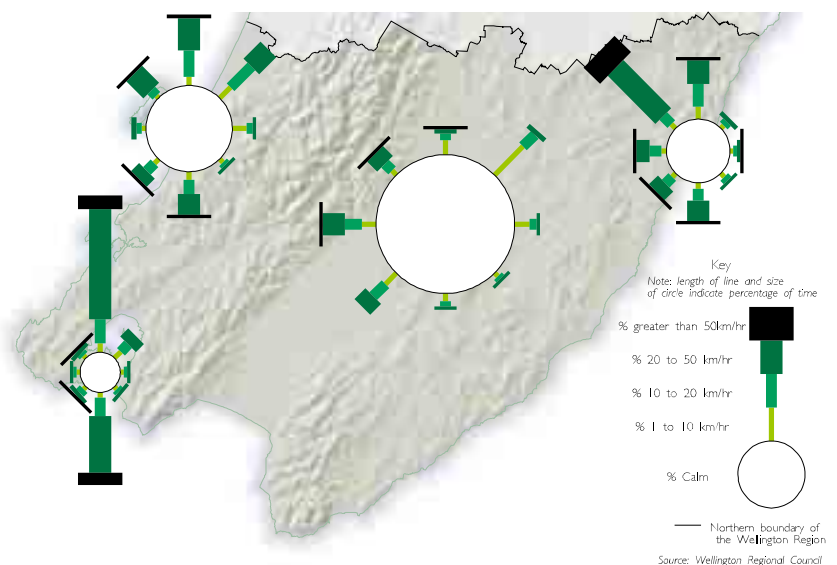 Key
Note: length of line and size
of circle indicate percentage of time
% greater than 50km/hr
% 20 to 50 km/hr
% 10 to 20 km/hr
% 1 to 10 km/hr
% Calm
Northern boundary of
the Wellington Region
Source: Wellington Regional Council